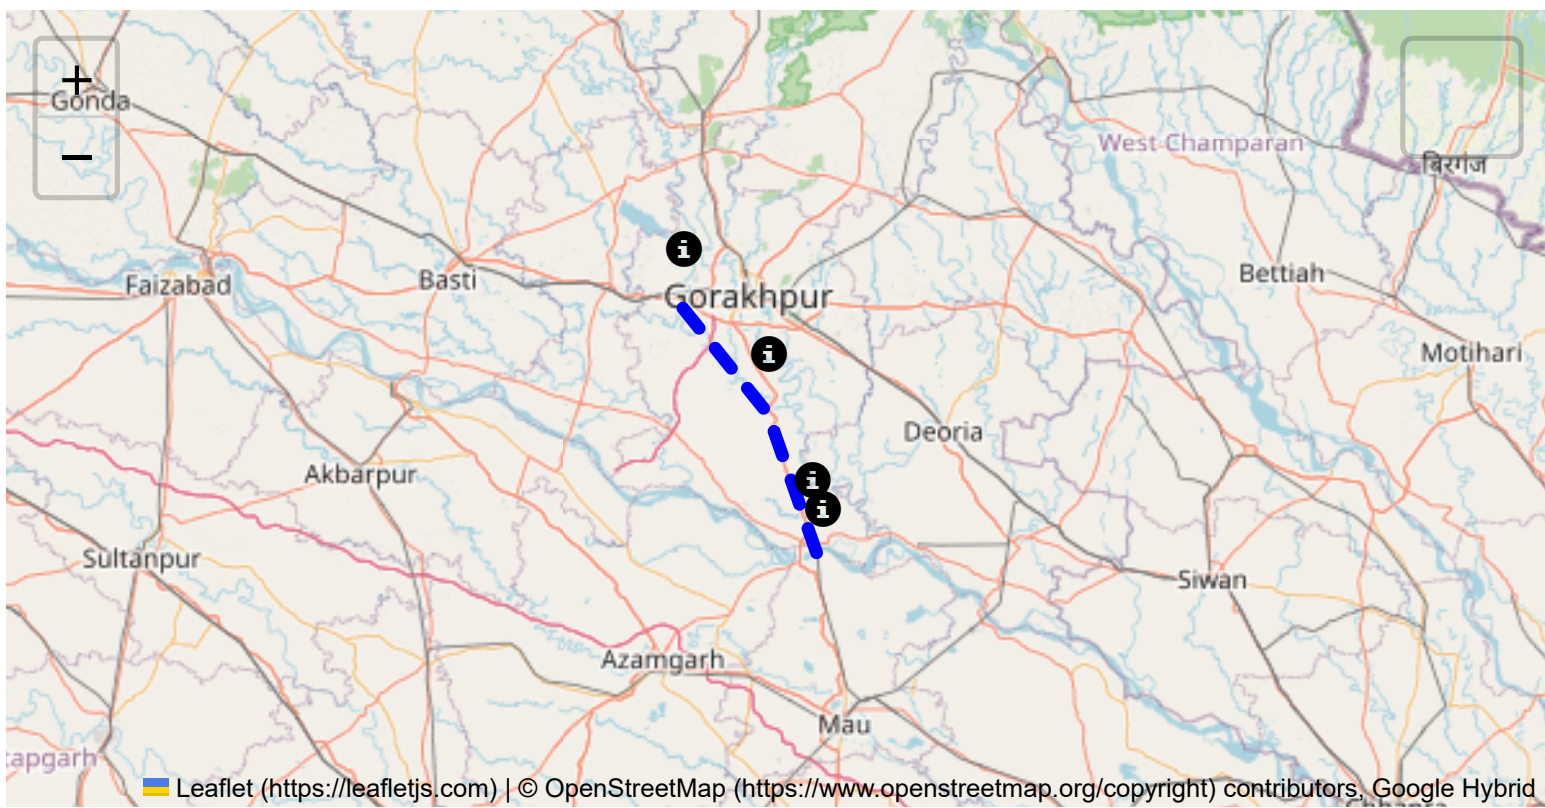 +
Gonda
−
West Champaran
बिरगंज
Faizabad
Basti
Gorakhpur
Bettiah
i
i
Motihari
Deoria
Akbarpur
i
i
Sultanpur
Siwan
Azamgarh
Mau
tapgarh
Leaflet (https://leafletjs.com) | © OpenStreetMap (https://www.openstreetmap.org/copyright) contributors, Google Hybrid